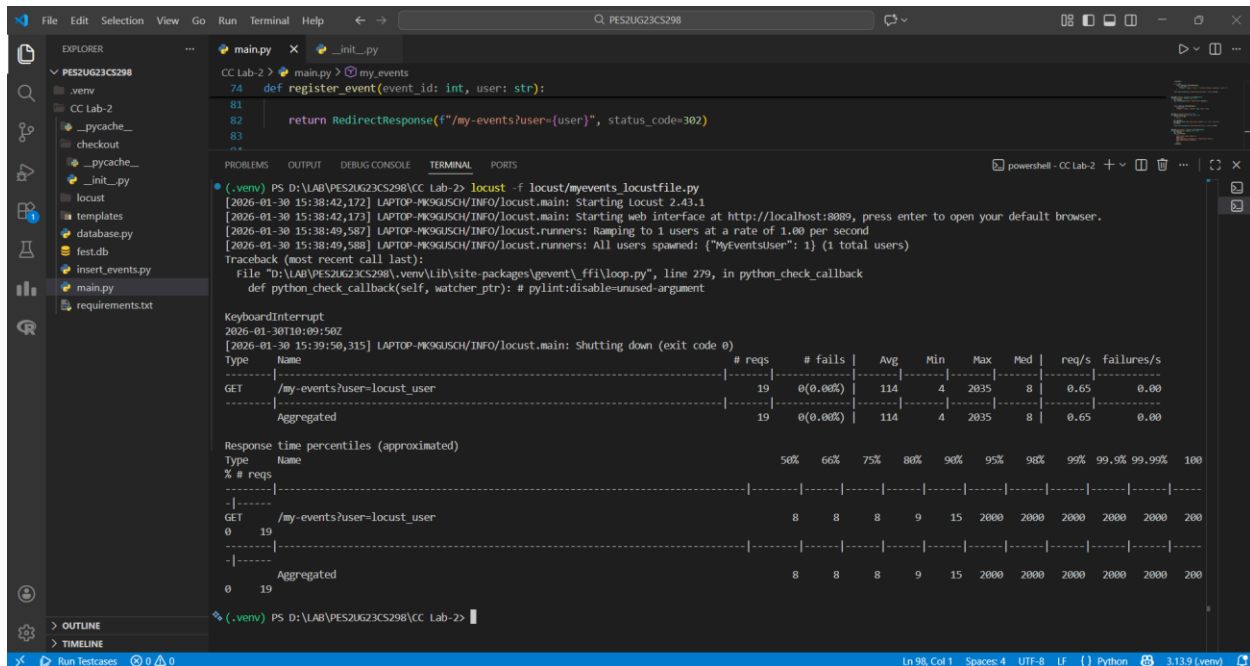 File Edit Selection View Go Run Terminal Help
PES2UG23CS298
EXPLORER
PES2UG23CS298
.venv
CC Lab-2
__pycache__
checkout
__pycache__
__init__.py
locust
templates
database.py
fest.db
insert_events.py
main.py
requirements.txt
OUTLINE
TIMELINE
main.py
__init__.py
CC Lab-2 > main.py > my_events
74 def register_event(event_id: int, user: str):
81
82 return RedirectResponse(f"/my-events?user={user}", status_code=302)
83
84
PROBLEMS OUTPUT DEBUG CONSOLE TERMINAL PORTS
powershell - CC Lab-2
(.venv) PS D:\LAB\PES2UG23CS298\CC Lab-2> locust -f locust/myevents_locustfile.py
[2026-01-30 15:38:42,172] LAPTOP-MK9GUSCH/INFO/locust.main: Starting Locust 2.43.1
[2026-01-30 15:38:42,173] LAPTOP-MK9GUSCH/INFO/locust.main: Starting web interface at http://localhost:8089, press enter to open your default browser.
[2026-01-30 15:38:49,587] LAPTOP-MK9GUSCH/INFO/locust.runners: Ramping to 1 users at a rate of 1.00 per second
[2026-01-30 15:38:49,588] LAPTOP-MK9GUSCH/INFO/locust.runners: All users spawned: {"MyEventsUser": 1} (1 total users)
Traceback (most recent call last):
File "D:\LAB\PES2UG23CS298\.venv\Lib\site-packages\gevent\_ffi\loop.py", line 279, in python_check_callback
def python_check_callback(self, watcher_ptr): # pylint:disable=unused-argument
KeyboardInterrupt
2026-01-30T10:09:50Z
[2026-01-30 15:39:50,315] LAPTOP-MK9GUSCH/INFO/locust.main: Shutting down (exit code 0)
Type Name # reqs # fails | Avg Min Max Med | req/s failures/s
--------|------------------------------------------------------------|-------|-------------|-------|-------|-------|-------|--------|-----------
GET /my-events?user=locust_user 19 0(0.00%) | 114 4 2035 8 | 0.65 0.00
--------|------------------------------------------------------------|-------|-------------|-------|-------|-------|-------|--------|-----------
Aggregated 19 0(0.00%) | 114 4 2035 8 | 0.65 0.00
Response time percentiles (approximated)
Type Name 50% 66% 75% 80% 90% 95% 98% 99% 99.9% 99.99% 100
% # reqs
--------|------------------------------------------------------------|--------|------|------|------|------|------|------|------|------|------|-----
-|------
GET /my-events?user=locust_user 8 8 8 9 15 2000 2000 2000 2000 2000 200
0 19
--------|------------------------------------------------------------|--------|------|------|------|------|------|------|------|------|------|-----
-|------
Aggregated 8 8 8 9 15 2000 2000 2000 2000 2000 200
0 19
(.venv) PS D:\LAB\PES2UG23CS298\CC Lab-2>
Run Testcases 0 0 Ln 98, Col 1 Spaces: 4 UTF-8 LF { } Python 3.13.9 (.venv)